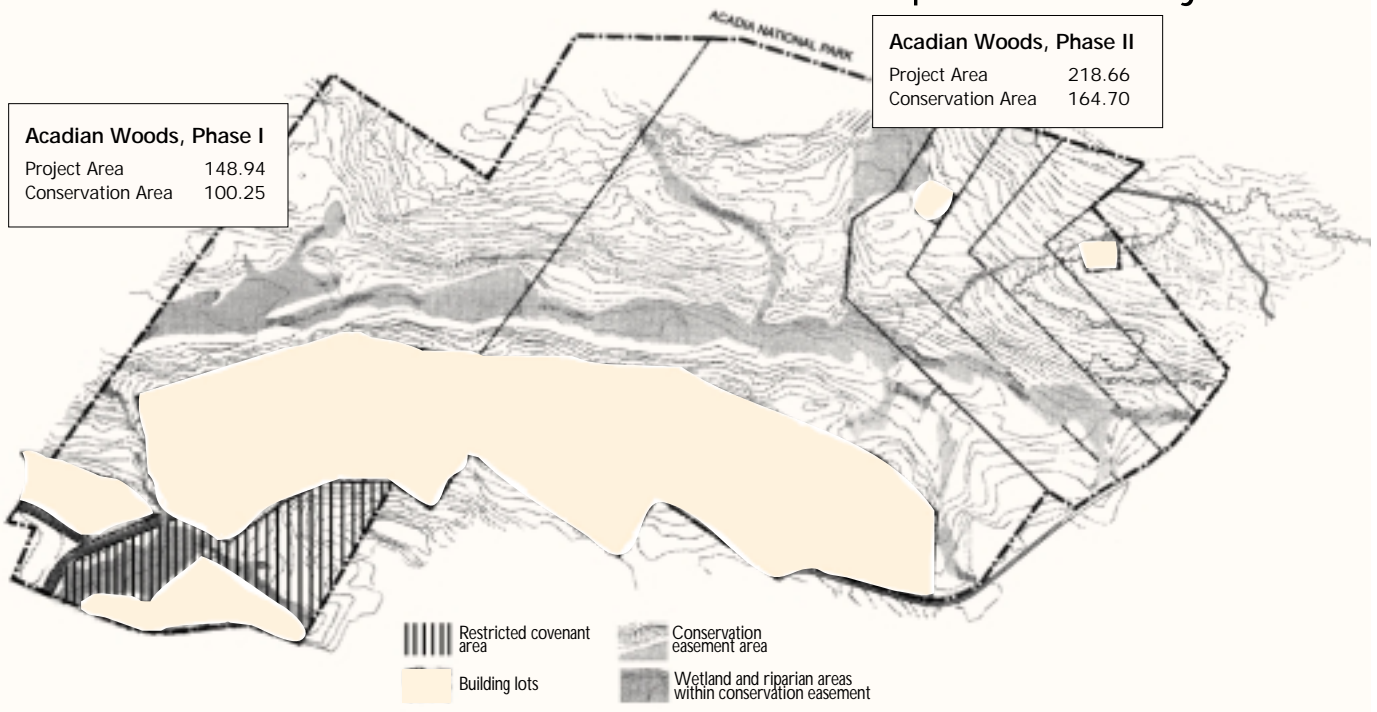 ACADIA NATIONAL PARK
Acadian Woods, Phase II
Project Area 218.66
Conservation Area 164.70
Acadian Woods, Phase I
Project Area 148.94
Conservation Area 100.25
Restricted covenant
area
Conservation
easement area
Building lots
Wetland and riparian areas
within conservation easement